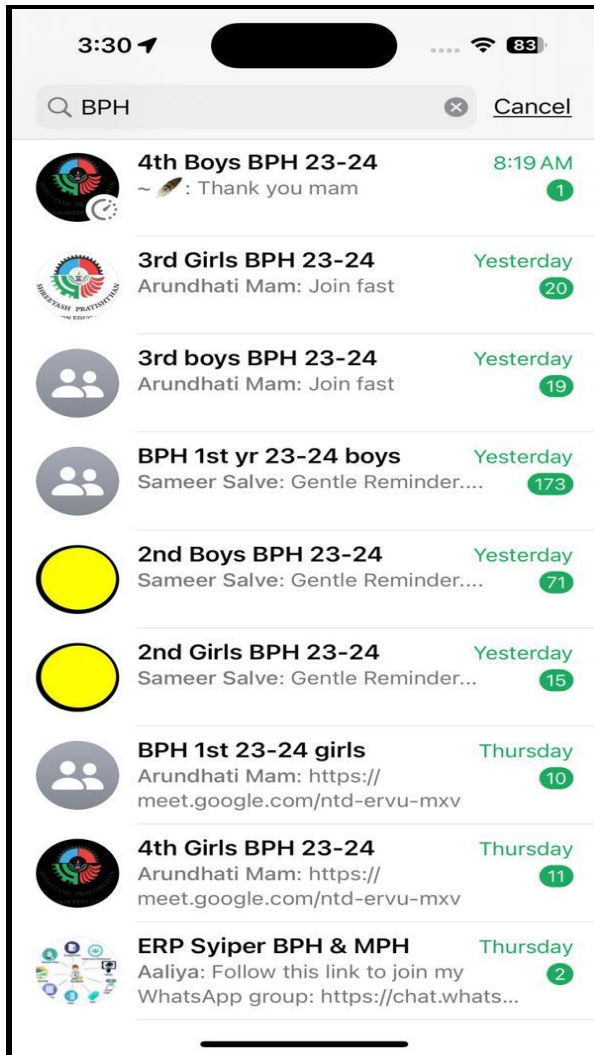 3:30
83
BPH
Cancel
4th Boys BPH 23-24 8:19 AM
~ 🪶: Thank you mam 1
3rd Girls BPH 23-24 Yesterday
Arundhati Mam: Join fast 20
SHREEYASH PRATISHTHAN
3rd boys BPH 23-24 Yesterday
Arundhati Mam: Join fast 19
BPH 1st yr 23-24 boys Yesterday
Sameer Salve: Gentle Reminder.... 173
2nd Boys BPH 23-24 Yesterday
Sameer Salve: Gentle Reminder.... 71
2nd Girls BPH 23-24 Yesterday
Sameer Salve: Gentle Reminder... 15
BPH 1st 23-24 girls Thursday
Arundhati Mam: https:// 10
meet.google.com/ntd-ervu-mxv
4th Girls BPH 23-24 Thursday
Arundhati Mam: https:// 11
meet.google.com/ntd-ervu-mxv
ERP Syiper BPH & MPH Thursday
Aaliya: Follow this link to join my 2
WhatsApp group: https://chat.whats...